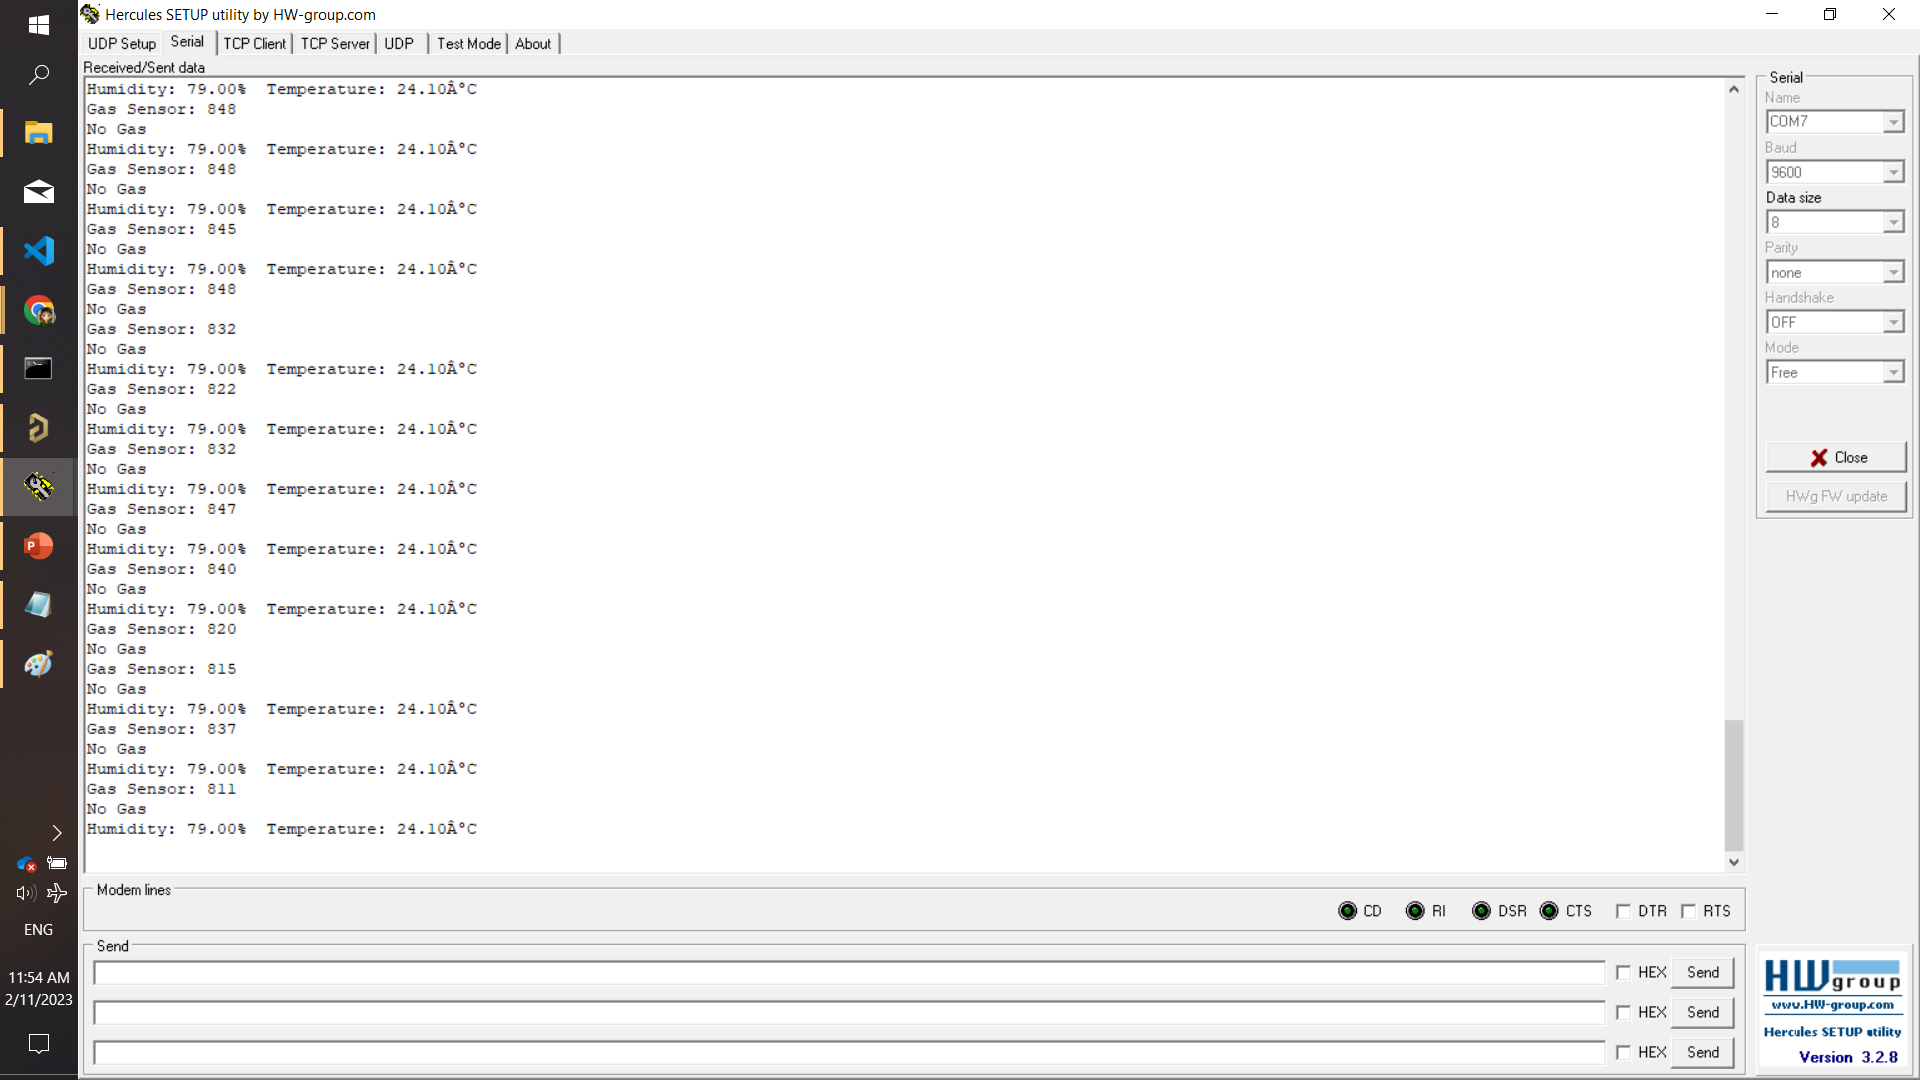 Hercules SETUP utility by HW-group.com
UDP Setup Serial TCP Client TCP Server UDP Test Mode About
Received/Sent data
Humidity: 79.00%  Temperature: 24.10Â°C
Gas Sensor: 848
No Gas
Humidity: 79.00%  Temperature: 24.10Â°C
Gas Sensor: 848
No Gas
Humidity: 79.00%  Temperature: 24.10Â°C
Gas Sensor: 845
No Gas
Humidity: 79.00%  Temperature: 24.10Â°C
Gas Sensor: 848
No Gas
Gas Sensor: 832
No Gas
Humidity: 79.00%  Temperature: 24.10Â°C
Gas Sensor: 822
No Gas
Humidity: 79.00%  Temperature: 24.10Â°C
Gas Sensor: 832
No Gas
Humidity: 79.00%  Temperature: 24.10Â°C
Gas Sensor: 847
No Gas
Humidity: 79.00%  Temperature: 24.10Â°C
Gas Sensor: 840
No Gas
Humidity: 79.00%  Temperature: 24.10Â°C
Gas Sensor: 820
No Gas
Gas Sensor: 815
No Gas
Humidity: 79.00%  Temperature: 24.10Â°C
Gas Sensor: 837
No Gas
Humidity: 79.00%  Temperature: 24.10Â°C
Gas Sensor: 811
No Gas
Humidity: 79.00%  Temperature: 24.10Â°C
Serial
Name
COM7
Baud
9600
Data size
8
Parity
none
Handshake
OFF
Mode
Free
Close
HWg FW update
Modem lines
CD RI DSR CTS DTR RTS
Send
HEX Send
HEX Send
HEX Send
HW group
www.HW-group.com
Hercules SETUP utility
Version 3.2.8
P
ENG
11:54 AM
2/11/2023